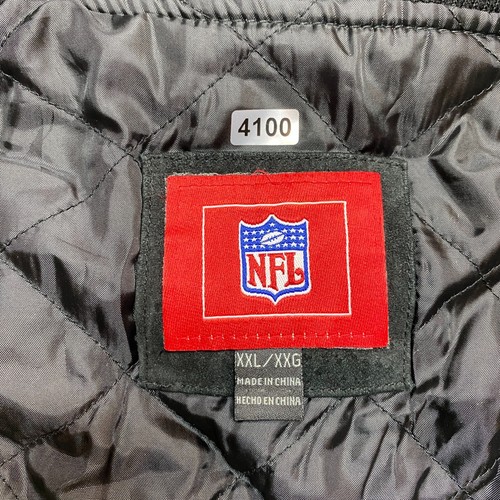 4100
NFL
XXL/XXG
MADE IN CHINA
HECHO EN CHINA